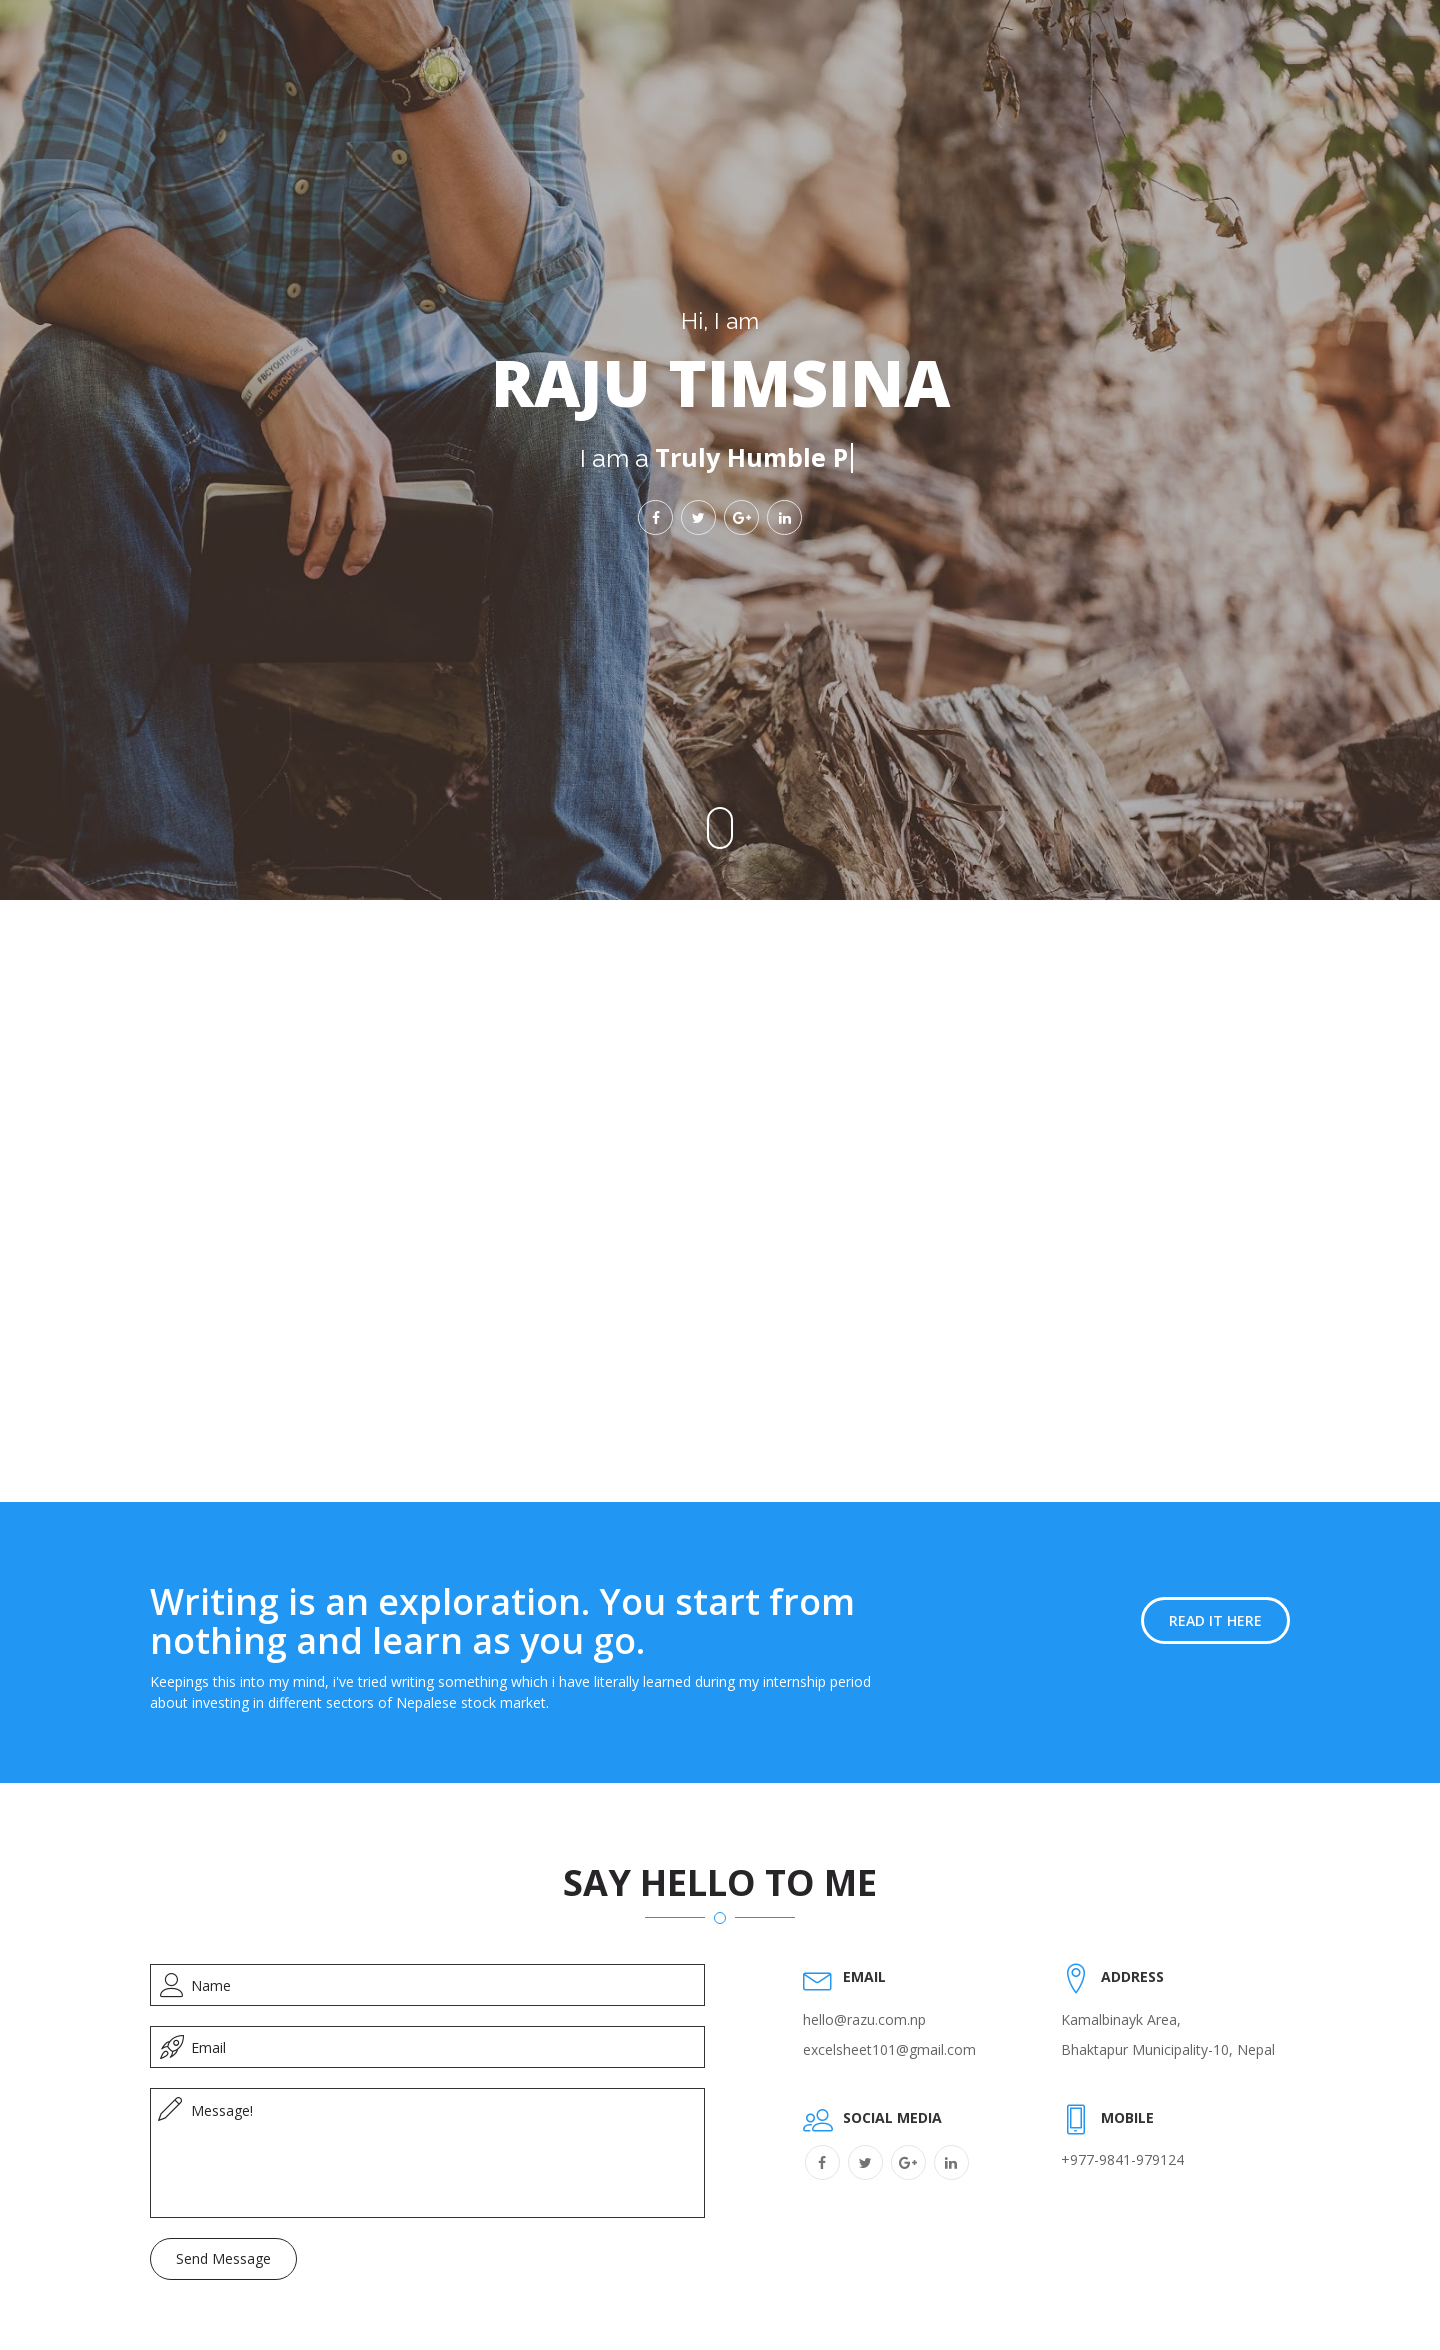 Hi, I am
RAJU TIMSINA
I am a Truly Humble P
FBCYOUTH.ORG
FBCYOUTH.O
Writing is an exploration. You start from
nothing and learn as you go.
READ IT HERE
Keepings this into my mind, i've tried writing something which i have literally learned during my internship period
about investing in different sectors of Nepalese stock market.
SAY HELLO TO ME
Name
Email
Message!
Send Message
EMAIL
hello@razu.com.np
excelsheet101@gmail.com
ADDRESS
Kamalbinayk Area,
Bhaktapur Municipality-10, Nepal
SOCIAL MEDIA
MOBILE
+977-9841-979124